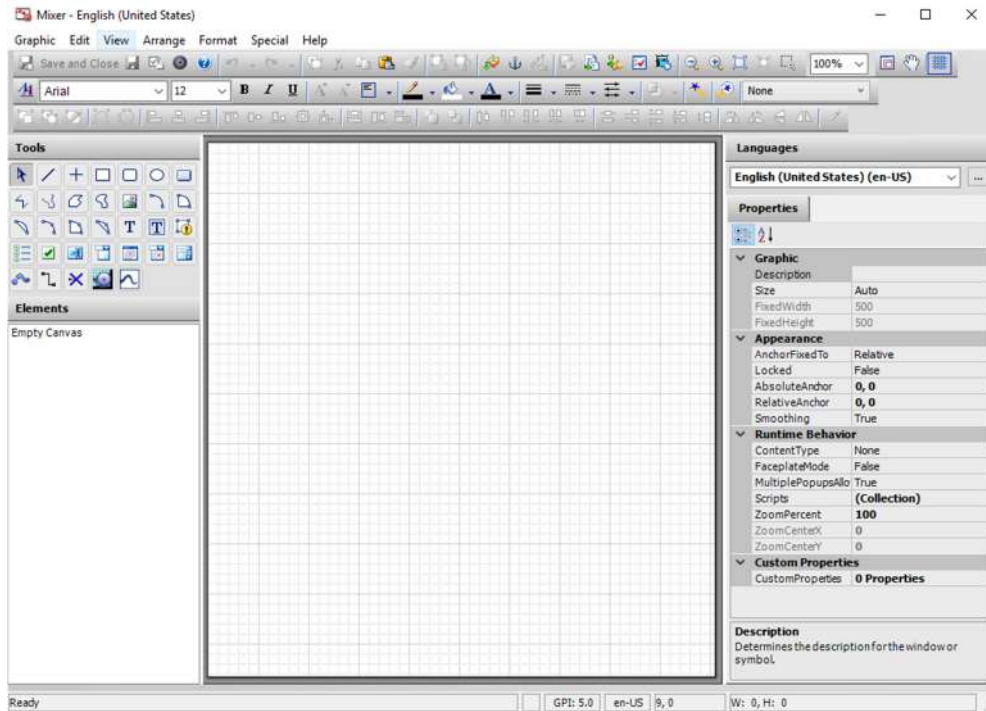 Mixer - English (United States)
Graphic Edit View Arrange Format Special Help
Save and Close 100%
Arial 12 B I U A None
Tools
T T
Elements
Empty Canvas
Languages
English (United States) (en-US) ...
Properties
Graphic
Description
Size Auto
FixedWidth 500
FixedHeight 500
Appearance
AnchorFixedTo Relative
Locked False
AbsoluteAnchor 0, 0
RelativeAnchor 0, 0
Smoothing True
Runtime Behavior
ContentType None
FaceplateMode False
MultiplePopupsAllo True
Scripts (Collection)
ZoomPercent 100
ZoomCenterX 0
ZoomCenterY 0
Custom Properties
CustomProperties 0 Properties
Description
Determines the description for the window or
symbol.
Ready GPI: 5.0 en-US 9, 0 W: 0, H: 0